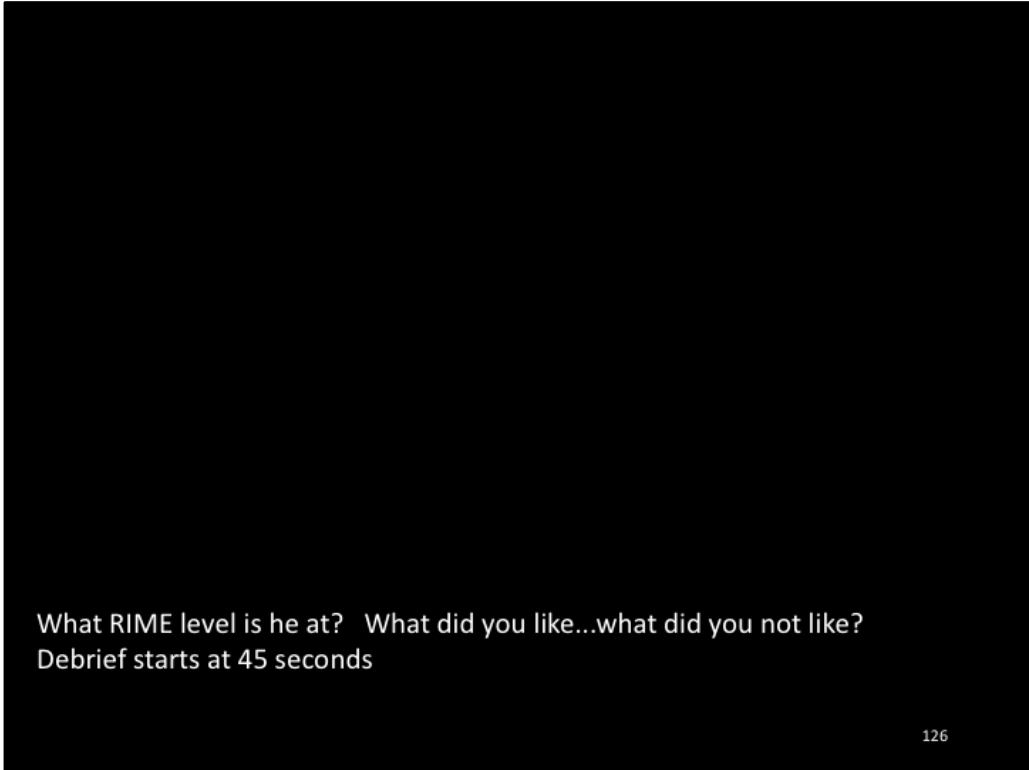 What RIME level is he at?   What did you like...what did you not like?
Debrief starts at 45 seconds
126